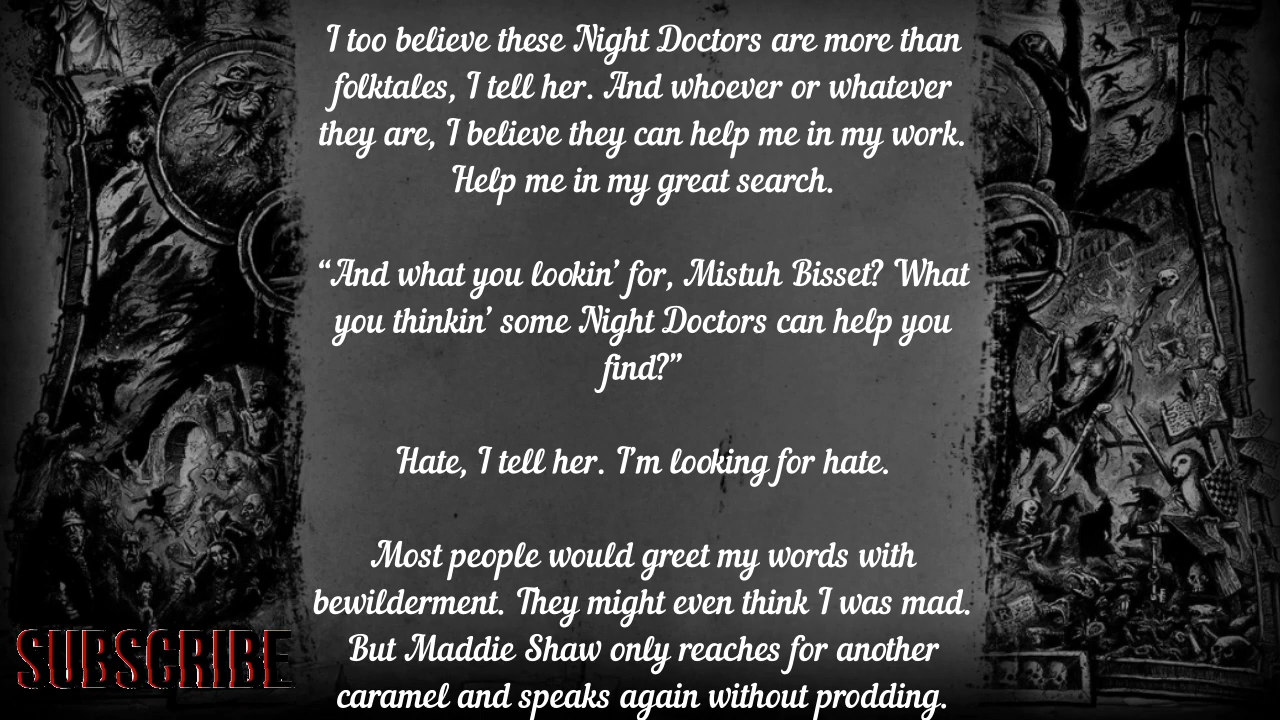 I too believe these Night Doctors are more than
folktales, I tell her. And whoever or whatever
they are, I believe they can help me in my work.
Help me in my great search.
“And what you lookin’ for, Mistuh Bisset? What
you thinkin’ some Night Doctors can help you
find?”
Hate, I tell her. I’m looking for hate.
Most people would greet my words with
bewilderment. They might even think I was mad.
But Maddie Shaw only reaches for another
caramel and speaks again without prodding.
SUBSCRIBE